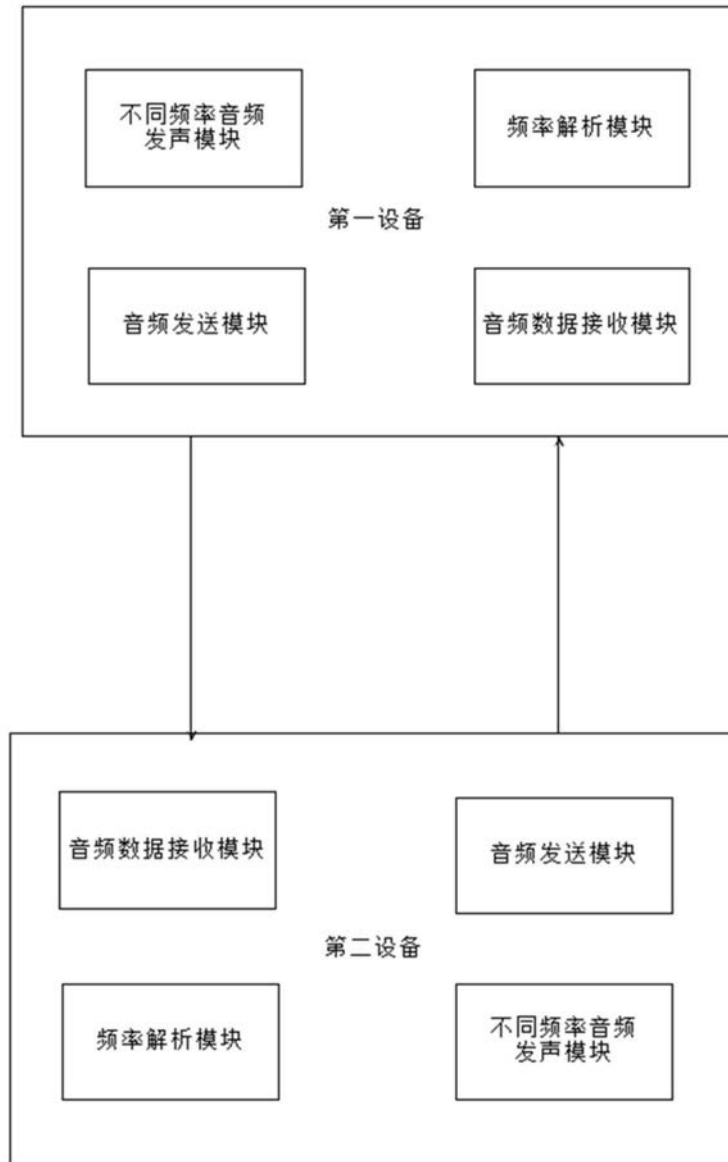 不同频率音频
发声模块
频率解析模块
第一设备
音频发送模块
音频数据接收模块
音频数据接收模块
音频发送模块
第二设备
频率解析模块
不同频率音频
发声模块